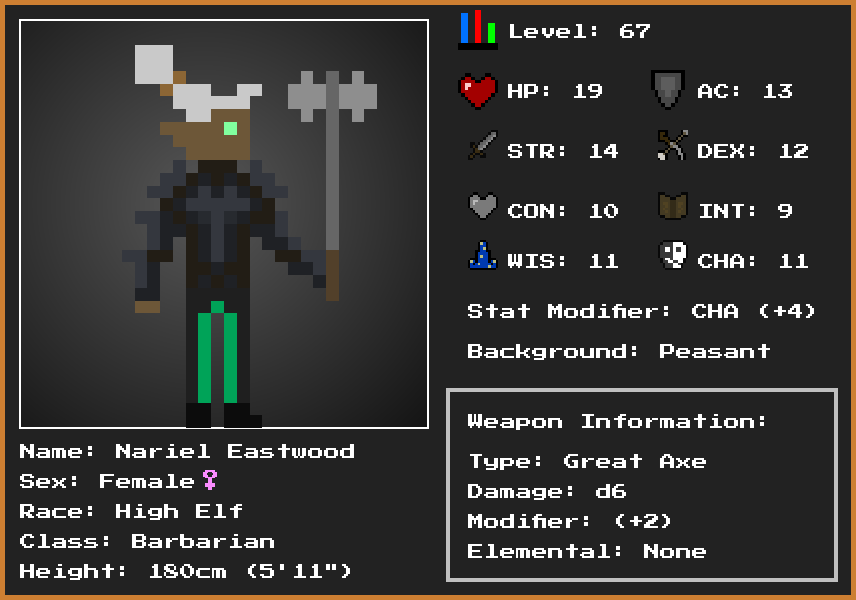 Level: 67
HP: 19 AC: 13
STR: 14 DEX: 12
CON: 10 INT: 9
WIS: 11 CHA: 11
Stat Modifier: CHA (+4)
Background: Peasant
Weapon Information:
Type: Great Axe
Damage: d6
Modifier: (+2)
Elemental: None
Name: Nariel Eastwood
Sex: Female♀
Race: High Elf
Class: Barbarian
Height: 180cm (5'11")